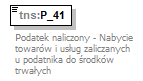 tns:P_41
Podatek naliczony - Nabycie
towarów i usług zaliczanych
u podatnika do środków
trwałych